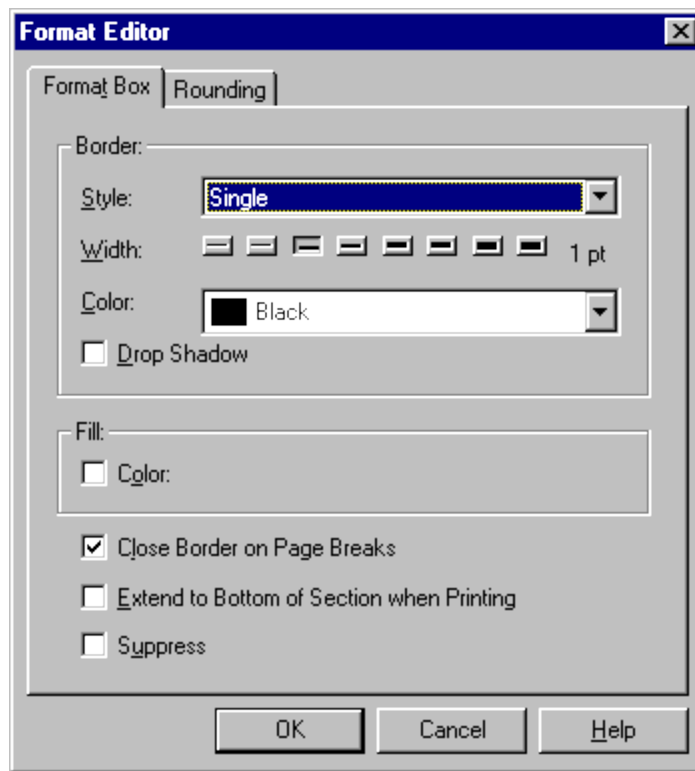 Format Editor
Format Box Rounding
Border:
Style: Single
Width: 1 pt
Color: Black
Drop Shadow
Fill:
Color:
Close Border on Page Breaks
Extend to Bottom of Section when Printing
Suppress
OK Cancel Help